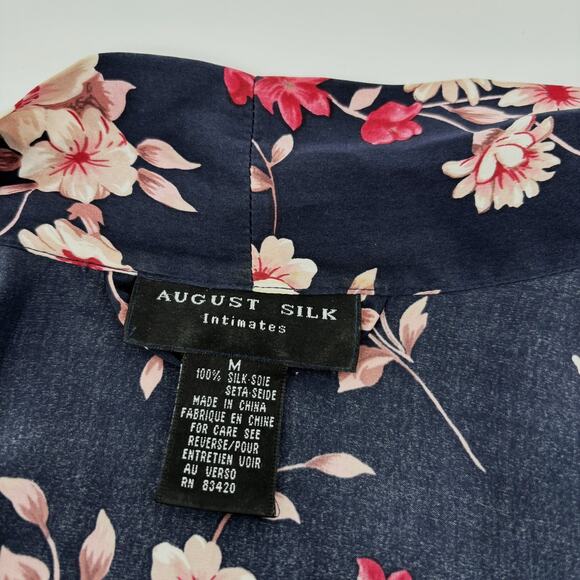 AUGUST SILK
Intimates
M
100% SILK-SOIE
SETA-SEIDE
MADE IN CHINA
FABRIQUE EN CHINE
FOR CARE SEE
REVERSE/POUR
ENTRETIEN VOIR
AU VERSO
RN 83420